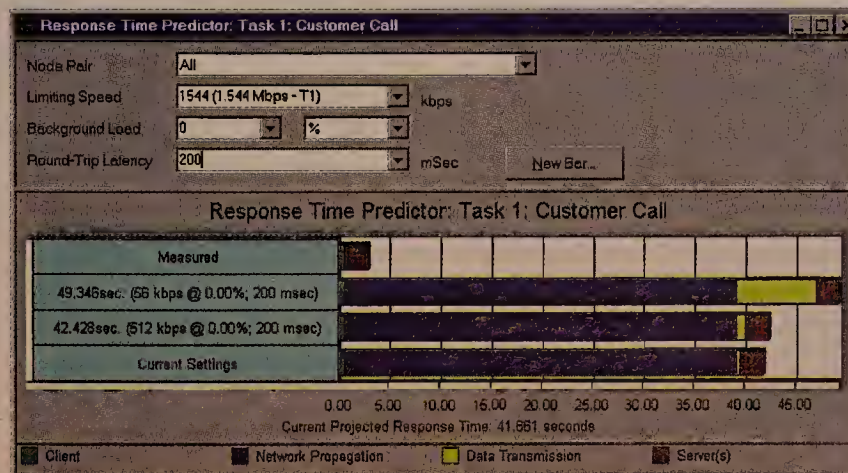 Response Time Predictor: Task 1: Customer Call
Node Pair All
Limiting Speed 1544 (1.544 Mbps - T1) kbps
Background Load 0 %
Round-Trip Latency 200 mSec New Bar...
Response Time Predictor: Task 1: Customer Call
Measured
49.346sec. (56 kbps @ 0.00%; 200 msec)
42.428sec. (512 kbps @ 0.00%; 200 msec)
Current Settings
0.00 5.00 10.00 15.00 20.00 25.00 30.00 35.00 40.00 45.00
Current Projected Response Time: 41.661 seconds
Client Network Propagation Data Transmission Server(s)